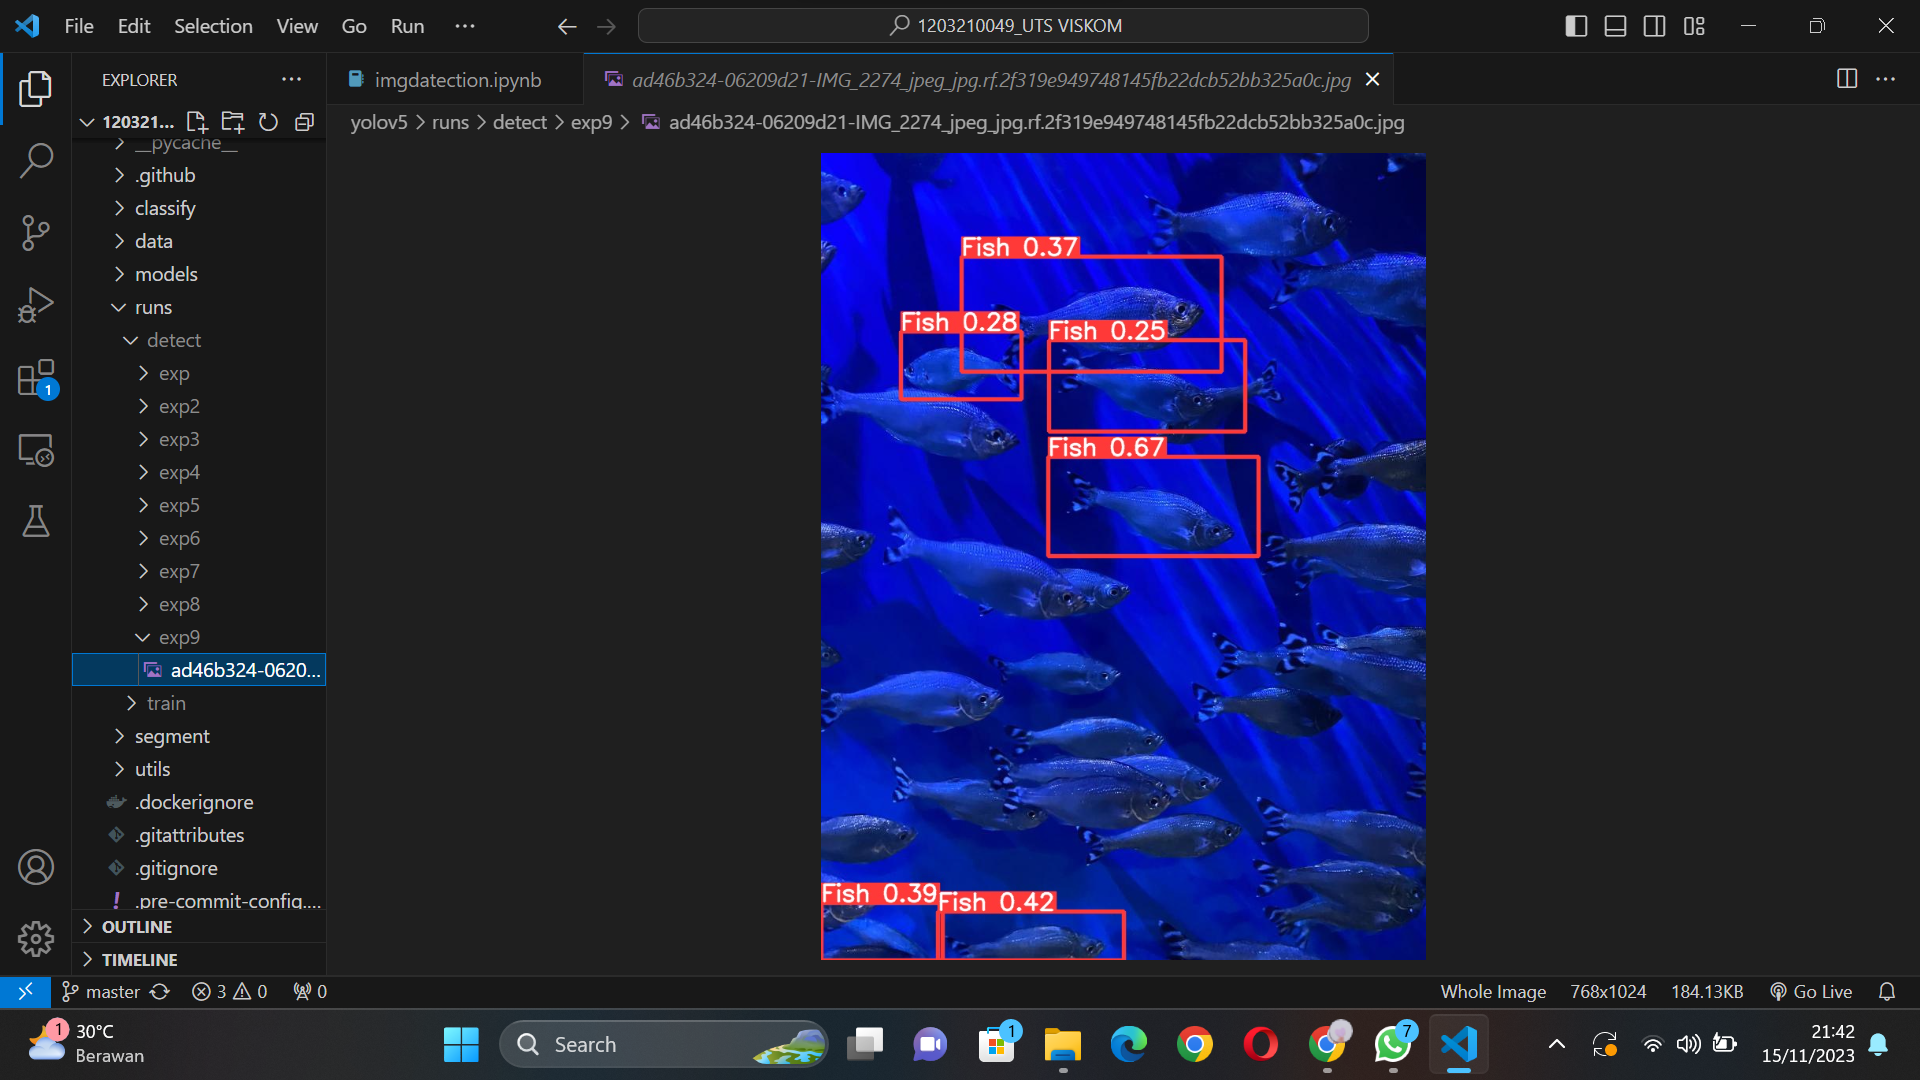 File Edit Selection View Go Run ···
1203210049_UTS VISKOM
EXPLORER
imgdatection.ipynb
ad46b324-06209d21-IMG_2274_jpeg_jpg.rf.2f319e949748145fb22dcb52bb325a0c.jpg
120321...
yolov5 > runs > detect > exp9 > ad46b324-06209d21-IMG_2274_jpeg_jpg.rf.2f319e949748145fb22dcb52bb325a0c.jpg
__pycache__
.github
classify
data
models
runs
detect
exp
exp2
exp3
exp4
exp5
exp6
exp7
exp8
exp9
ad46b324-0620...
train
segment
utils
.dockerignore
.gitattributes
.gitignore
! .pre-commit-config....
OUTLINE
TIMELINE
1
Fish 0.37
Fish 0.28
Fish 0.25
Fish 0.67
Fish 0.39
Fish 0.42
master
3 0
0
Whole Image
768x1024
184.13KB
Go Live
1
30°C
Berawan
Search
1
7
21:42
15/11/2023